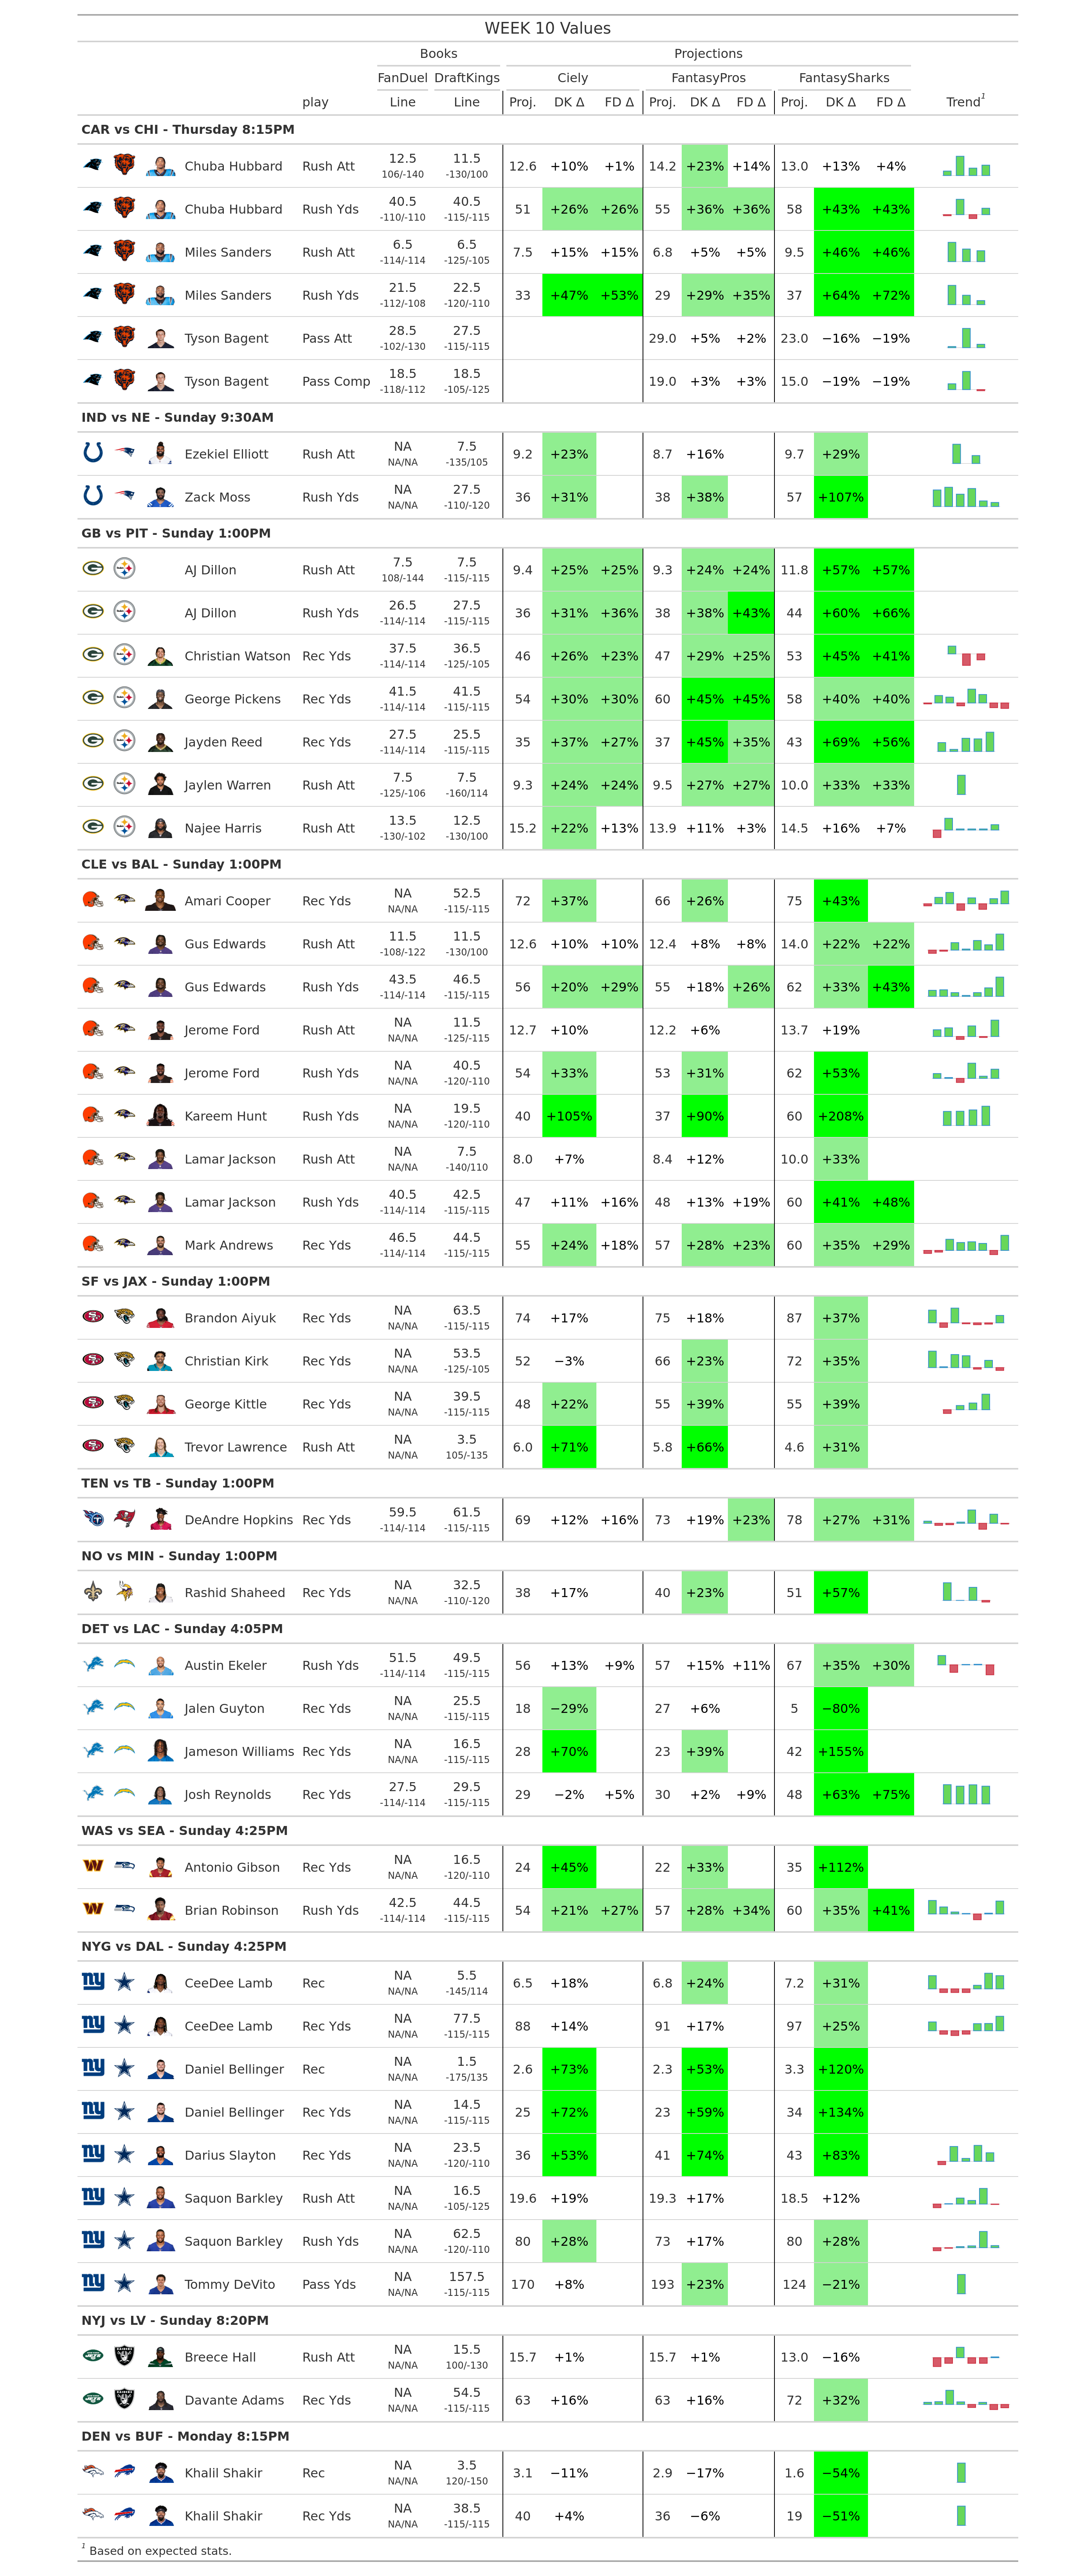 WEEK 10 Values
Books Projections
FanDuel DraftKings Ciely FantasyPros FantasySharks
play Line Line Proj. DK Δ FD Δ Proj. DK Δ FD Δ Proj. DK Δ FD Δ Trend1
CAR vs CHI - Thursday 8:15PM
Chuba Hubbard Rush Att 12.5 11.5 12.6 +10% +1% 14.2 +23% +14% 13.0 +13% +4%
106/-140 -130/100
Chuba Hubbard Rush Yds 40.5 40.5 51 +26% +26% 55 +36% +36% 58 +43% +43%
-110/-110 -115/-115
Miles Sanders Rush Att 6.5 6.5 7.5 +15% +15% 6.8 +5% +5% 9.5 +46% +46%
-114/-114 -125/-105
Miles Sanders Rush Yds 21.5 22.5 33 +47% +53% 29 +29% +35% 37 +64% +72%
-112/-108 -120/-110
Tyson Bagent Pass Att 28.5 27.5 29.0 +5% +2% 23.0 −16% −19%
-102/-130 -115/-115
Tyson Bagent Pass Comp 18.5 18.5 19.0 +3% +3% 15.0 −19% −19%
-118/-112 -105/-125
IND vs NE - Sunday 9:30AM
Ezekiel Elliott Rush Att NA 7.5 9.2 +23% 8.7 +16% 9.7 +29%
NA/NA -135/105
Zack Moss Rush Yds NA 27.5 36 +31% 38 +38% 57 +107%
NA/NA -110/-120
GB vs PIT - Sunday 1:00PM
AJ Dillon Rush Att 7.5 7.5 9.4 +25% +25% 9.3 +24% +24% 11.8 +57% +57%
108/-144 -115/-115
AJ Dillon Rush Yds 26.5 27.5 36 +31% +36% 38 +38% +43% 44 +60% +66%
-114/-114 -115/-115
Christian Watson Rec Yds 37.5 36.5 46 +26% +23% 47 +29% +25% 53 +45% +41%
-114/-114 -125/-105
George Pickens Rec Yds 41.5 41.5 54 +30% +30% 60 +45% +45% 58 +40% +40%
-114/-114 -115/-115
Jayden Reed Rec Yds 27.5 25.5 35 +37% +27% 37 +45% +35% 43 +69% +56%
-114/-114 -115/-115
Jaylen Warren Rush Att 7.5 7.5 9.3 +24% +24% 9.5 +27% +27% 10.0 +33% +33%
-125/-106 -160/114
Najee Harris Rush Att 13.5 12.5 15.2 +22% +13% 13.9 +11% +3% 14.5 +16% +7%
-130/-102 -130/100
CLE vs BAL - Sunday 1:00PM
Amari Cooper Rec Yds NA 52.5 72 +37% 66 +26% 75 +43%
NA/NA -115/-115
Gus Edwards Rush Att 11.5 11.5 12.6 +10% +10% 12.4 +8% +8% 14.0 +22% +22%
-108/-122 -130/100
Gus Edwards Rush Yds 43.5 46.5 56 +20% +29% 55 +18% +26% 62 +33% +43%
-114/-114 -115/-115
Jerome Ford Rush Att NA 11.5 12.7 +10% 12.2 +6% 13.7 +19%
NA/NA -125/-115
Jerome Ford Rush Yds NA 40.5 54 +33% 53 +31% 62 +53%
NA/NA -120/-110
Kareem Hunt Rush Yds NA 19.5 40 +105% 37 +90% 60 +208%
NA/NA -120/-110
Lamar Jackson Rush Att NA 7.5 8.0 +7% 8.4 +12% 10.0 +33%
NA/NA -140/110
Lamar Jackson Rush Yds 40.5 42.5 47 +11% +16% 48 +13% +19% 60 +41% +48%
-114/-114 -115/-115
Mark Andrews Rec Yds 46.5 44.5 55 +24% +18% 57 +28% +23% 60 +35% +29%
-114/-114 -115/-115
SF vs JAX - Sunday 1:00PM
Brandon Aiyuk Rec Yds NA 63.5 74 +17% 75 +18% 87 +37%
NA/NA -115/-115
Christian Kirk Rec Yds NA 53.5 52 −3% 66 +23% 72 +35%
NA/NA -125/-105
George Kittle Rec Yds NA 39.5 48 +22% 55 +39% 55 +39%
NA/NA -115/-115
Trevor Lawrence Rush Att NA 3.5 6.0 +71% 5.8 +66% 4.6 +31%
NA/NA 105/-135
TEN vs TB - Sunday 1:00PM
DeAndre Hopkins Rec Yds 59.5 61.5 69 +12% +16% 73 +19% +23% 78 +27% +31%
-114/-114 -115/-115
NO vs MIN - Sunday 1:00PM
Rashid Shaheed Rec Yds NA 32.5 38 +17% 40 +23% 51 +57%
NA/NA -110/-120
DET vs LAC - Sunday 4:05PM
Austin Ekeler Rush Yds 51.5 49.5 56 +13% +9% 57 +15% +11% 67 +35% +30%
-114/-114 -115/-115
Jalen Guyton Rec Yds NA 25.5 18 −29% 27 +6% 5 −80%
NA/NA -115/-115
Jameson Williams Rec Yds NA 16.5 28 +70% 23 +39% 42 +155%
NA/NA -115/-115
Josh Reynolds Rec Yds 27.5 29.5 29 −2% +5% 30 +2% +9% 48 +63% +75%
-114/-114 -115/-115
WAS vs SEA - Sunday 4:25PM
Antonio Gibson Rec Yds NA 16.5 24 +45% 22 +33% 35 +112%
NA/NA -120/-110
Brian Robinson Rush Yds 42.5 44.5 54 +21% +27% 57 +28% +34% 60 +35% +41%
-114/-114 -115/-115
NYG vs DAL - Sunday 4:25PM
CeeDee Lamb Rec NA 5.5 6.5 +18% 6.8 +24% 7.2 +31%
NA/NA -145/114
CeeDee Lamb Rec Yds NA 77.5 88 +14% 91 +17% 97 +25%
NA/NA -115/-115
Daniel Bellinger Rec NA 1.5 2.6 +73% 2.3 +53% 3.3 +120%
NA/NA -175/135
Daniel Bellinger Rec Yds NA 14.5 25 +72% 23 +59% 34 +134%
NA/NA -115/-115
Darius Slayton Rec Yds NA 23.5 36 +53% 41 +74% 43 +83%
NA/NA -120/-110
Saquon Barkley Rush Att NA 16.5 19.6 +19% 19.3 +17% 18.5 +12%
NA/NA -105/-125
Saquon Barkley Rush Yds NA 62.5 80 +28% 73 +17% 80 +28%
NA/NA -120/-110
Tommy DeVito Pass Yds NA 157.5 170 +8% 193 +23% 124 −21%
NA/NA -115/-115
NYJ vs LV - Sunday 8:20PM
Breece Hall Rush Att NA 15.5 15.7 +1% 15.7 +1% 13.0 −16%
NA/NA 100/-130
Davante Adams Rec Yds NA 54.5 63 +16% 63 +16% 72 +32%
NA/NA -115/-115
DEN vs BUF - Monday 8:15PM
Khalil Shakir Rec NA 3.5 3.1 −11% 2.9 −17% 1.6 −54%
NA/NA 120/-150
Khalil Shakir Rec Yds NA 38.5 40 +4% 36 −6% 19 −51%
NA/NA -115/-115
1 Based on expected stats.